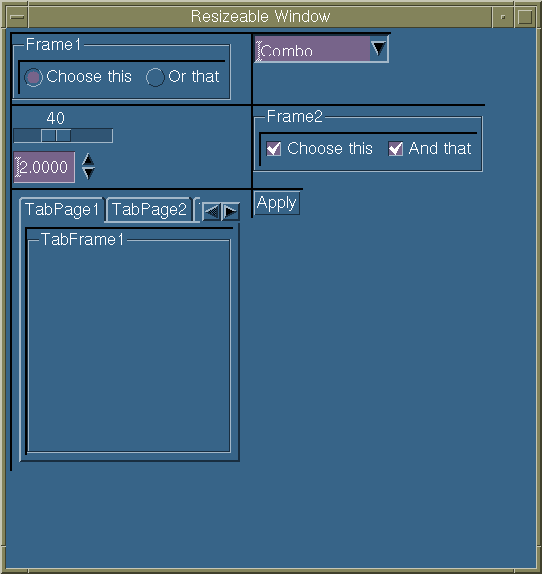 Resizeable Window
Frame1
Choose this Or that
Combo
40
2.0000
Frame2
Choose this And that
TabPage1 TabPage2
Apply
TabFrame1